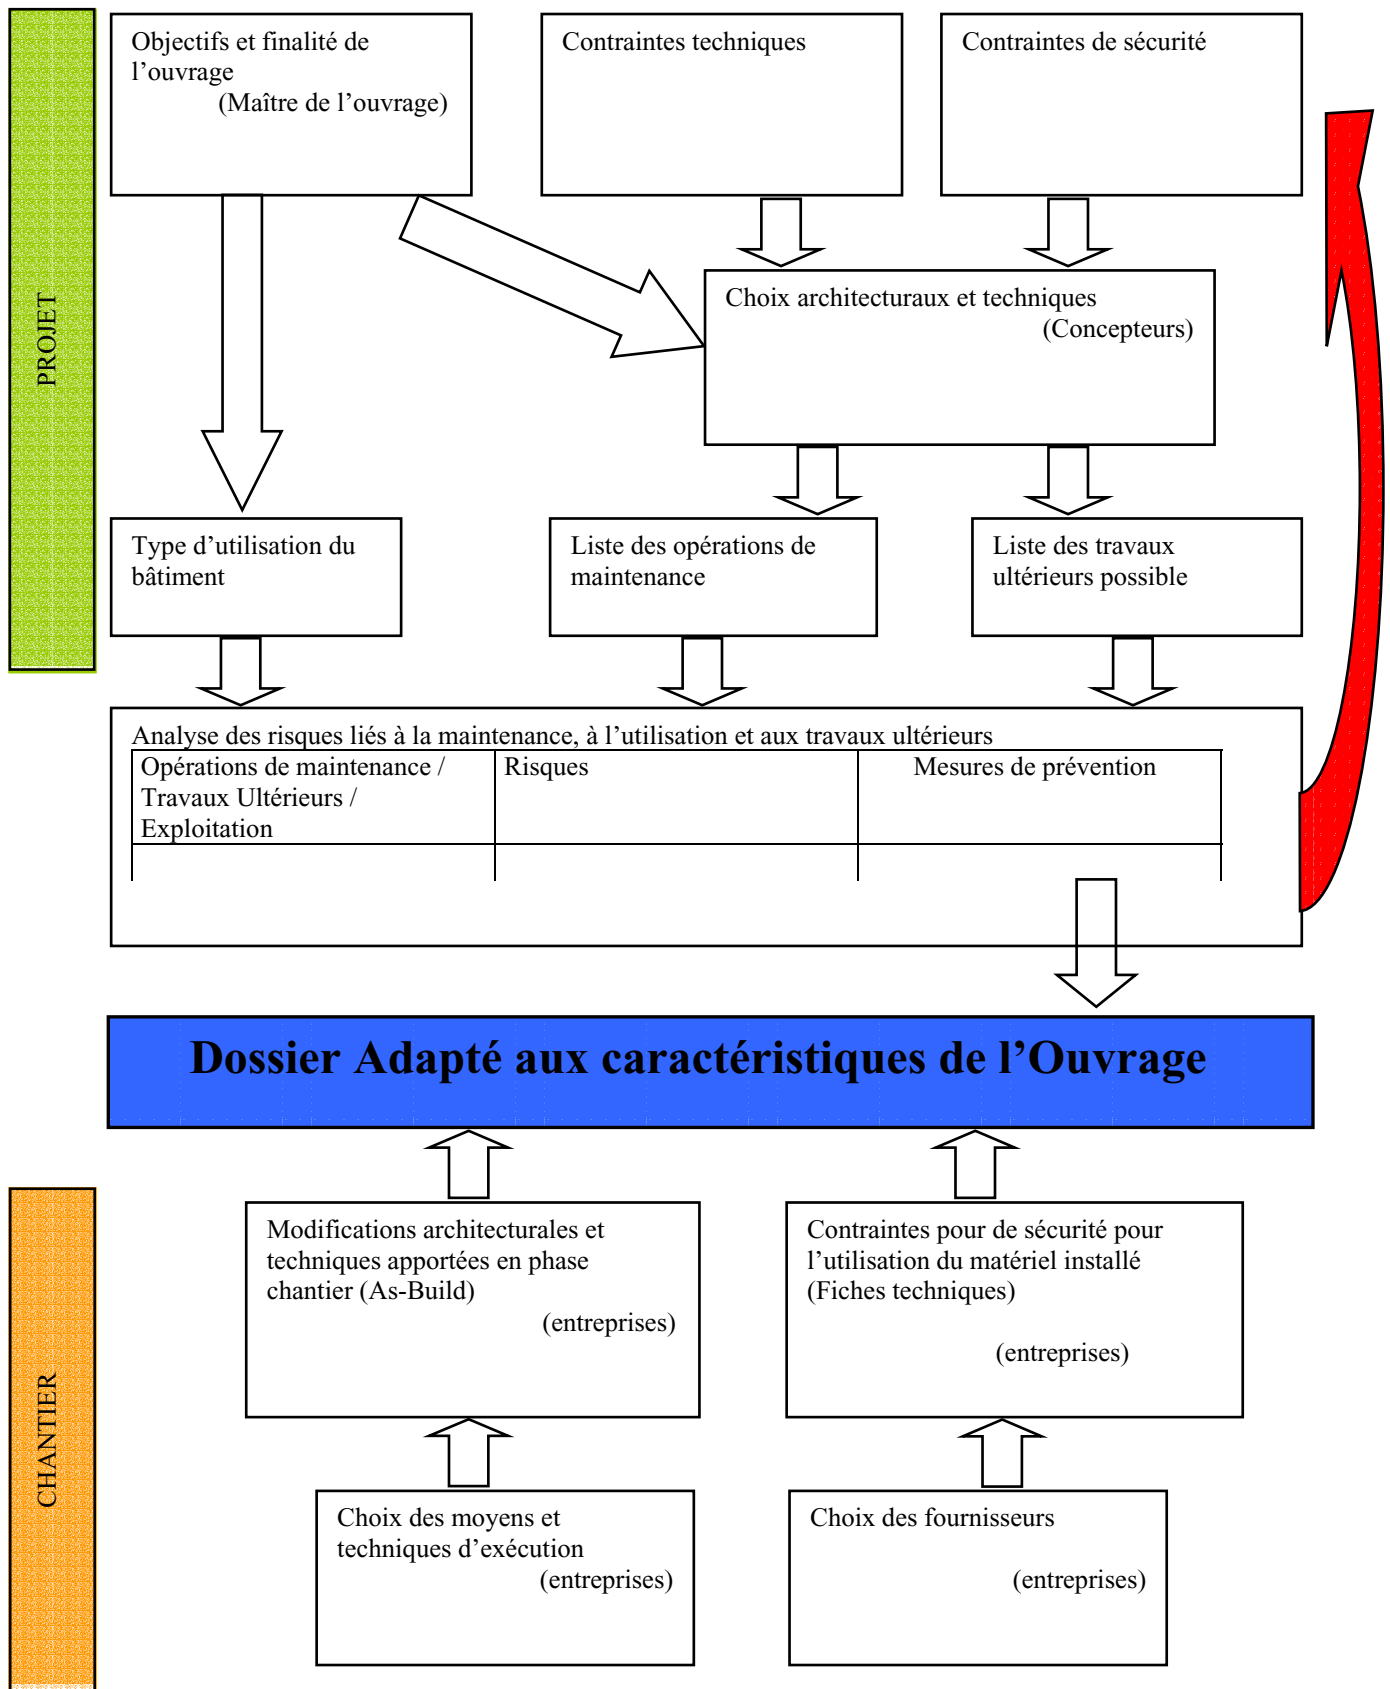 PROJET
Objectifs et finalité de
l’ouvrage
(Maître de l’ouvrage)
Contraintes techniques
Contraintes de sécurité
Choix architecturaux et techniques
(Concepteurs)
Type d’utilisation du
bâtiment
Liste des opérations de
maintenance
Liste des travaux
ultérieurs possible
Analyse des risques liés à la maintenance, à l’utilisation et aux travaux ultérieurs
Opérations de maintenance /
Travaux Ultérieurs /
Exploitation
Risques
Mesures de prévention
Dossier Adapté aux caractéristiques de l’Ouvrage
CHANTIER
Modifications architecturales et
techniques apportées en phase
chantier (As-Build)
(entreprises)
Contraintes pour de sécurité pour
l’utilisation du matériel installé
(Fiches techniques)
(entreprises)
Choix des moyens et
techniques d’exécution
(entreprises)
Choix des fournisseurs
(entreprises)